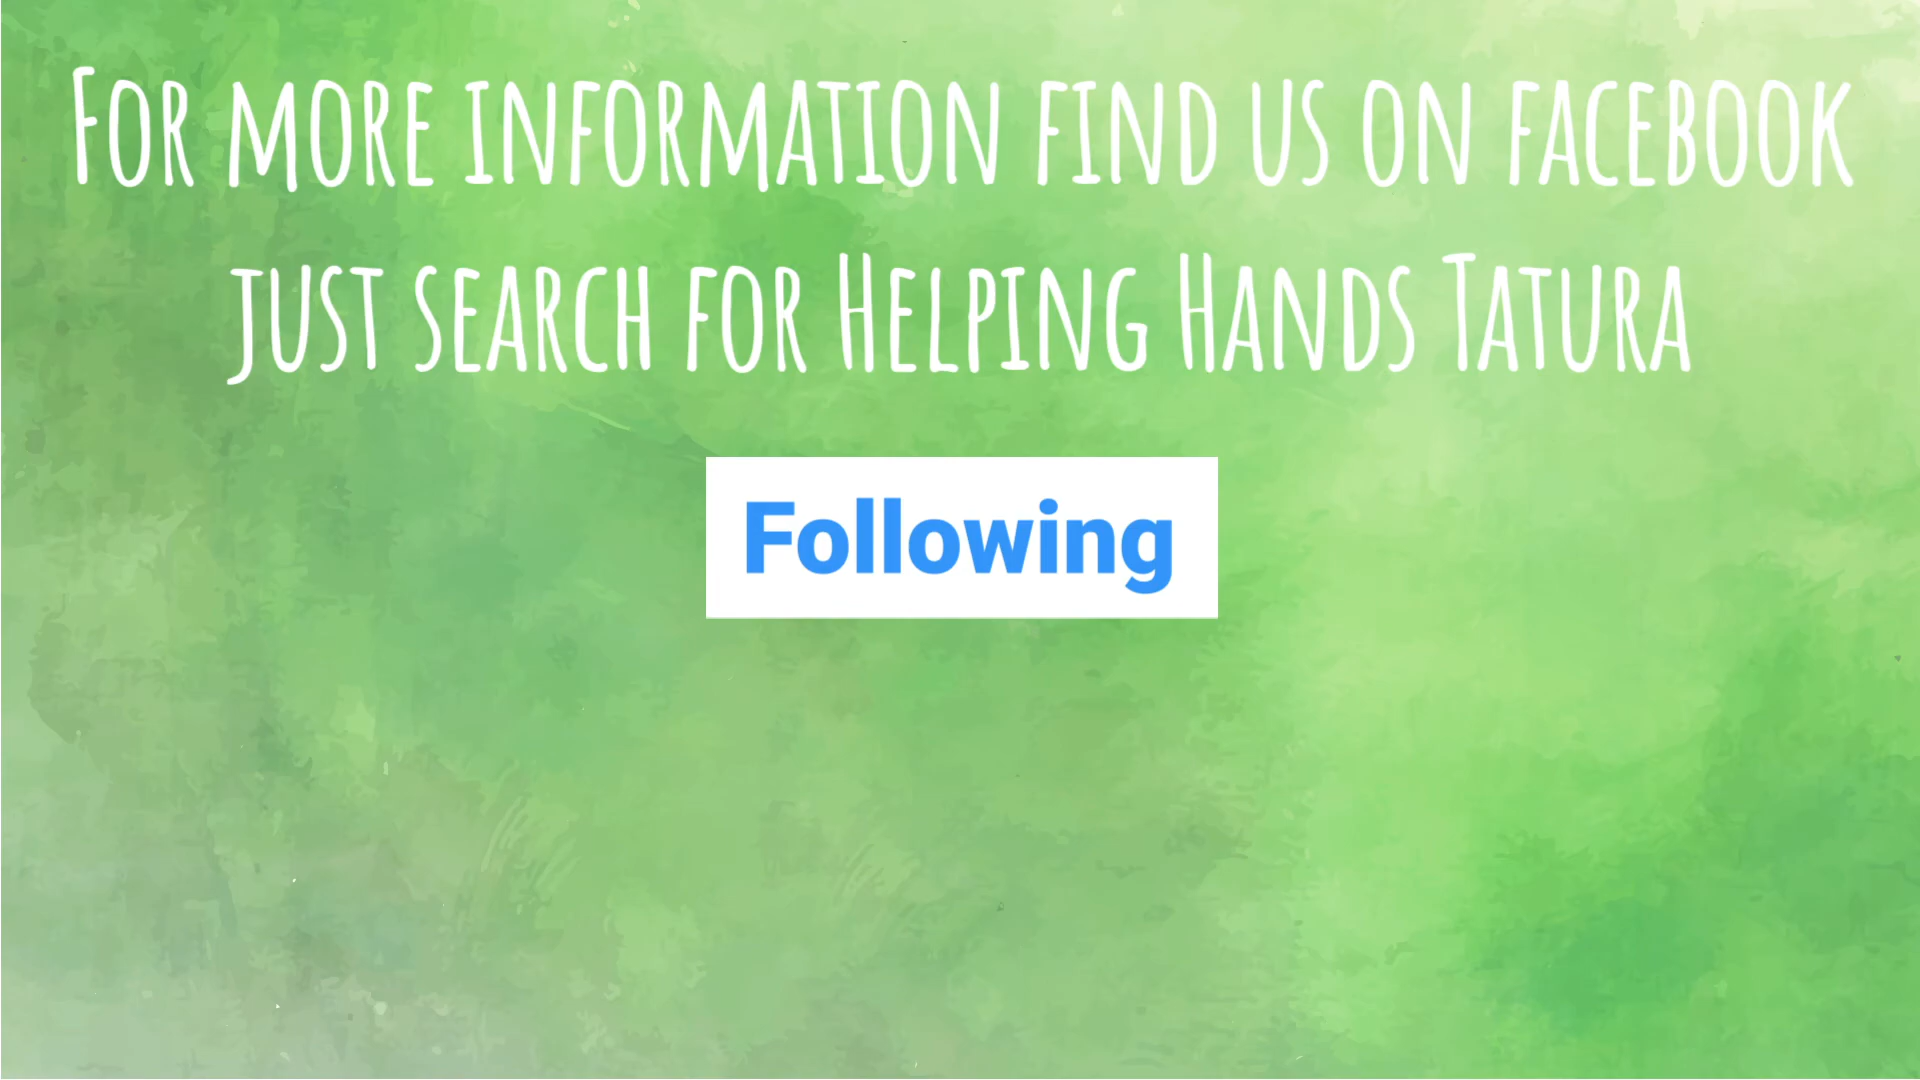 For more information find us on facebook
just search for Helping Hands Tatura
Following